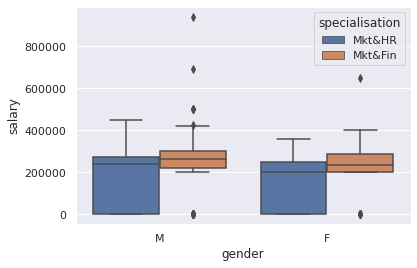 specialisation
Mkt&HR
Mkt&Fin
800000
600000
400000
200000
0
salary
M
F
gender